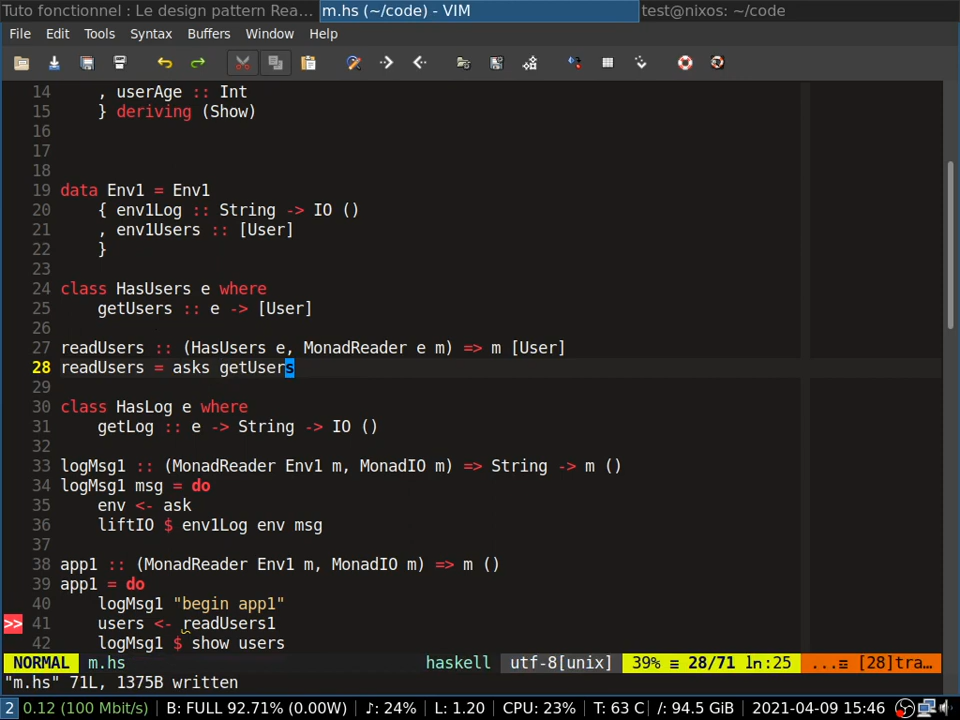 Tuto fonctionnel : Le design pattern Rea… m.hs (~/code) - VIM test@nixos: ~/code
File Edit Tools Syntax Buffers Window Help
14 , userAge :: Int
15 } deriving (Show)
16
17
18
19 data Env1 = Env1
20 { env1Log :: String -> IO ()
21 , env1Users :: [User]
22 }
23
24 class HasUsers e where
25 getUsers :: e -> [User]
26
27 readUsers :: (HasUsers e, MonadReader e m) => m [User]
28 readUsers = asks getUsers
29
30 class HasLog e where
31 getLog :: e -> String -> IO ()
32
33 logMsg1 :: (MonadReader Env1 m, MonadIO m) => String -> m ()
34 logMsg1 msg = do
35 env <- ask
36 liftIO $ env1Log env msg
37
38 app1 :: (MonadReader Env1 m, MonadIO m) => m ()
39 app1 = do
40 logMsg1 "begin app1"
>> 41 users <- readUsers1
42 logMsg1 $ show users
NORMAL m.hs haskell utf-8[unix] 39% ≡ 28/71 ln:25 ...≡ [28]tra…
"m.hs" 71L, 1375B written
2 0.12 (100 Mbit/s) B: FULL 92.71% (0.00W) ♪: 24% L: 1.20 CPU: 23% T: 63 C /: 94.5 GiB 2021-04-09 15:46